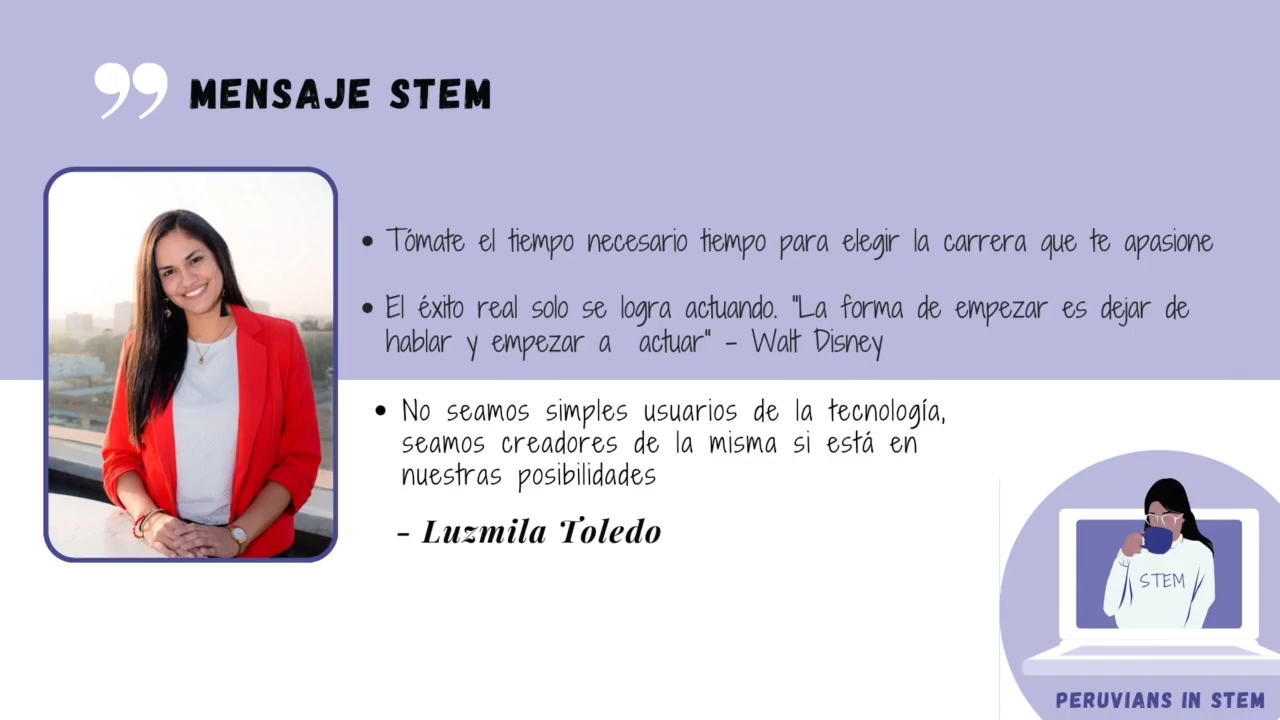 MENSAJE STEM
• Tómate el tiempo necesario tiempo para elegir la carrera que te apasione
• El éxito real solo se logra actuando. "La forma de empezar es dejar de
hablar y empezar a actuar" - Walt Disney
• No seamos simples usuarios de la tecnología,
seamos creadores de la misma si está en
nuestras posibilidades
- Luzmila Toledo
STEM
PERUVIANS IN STEM